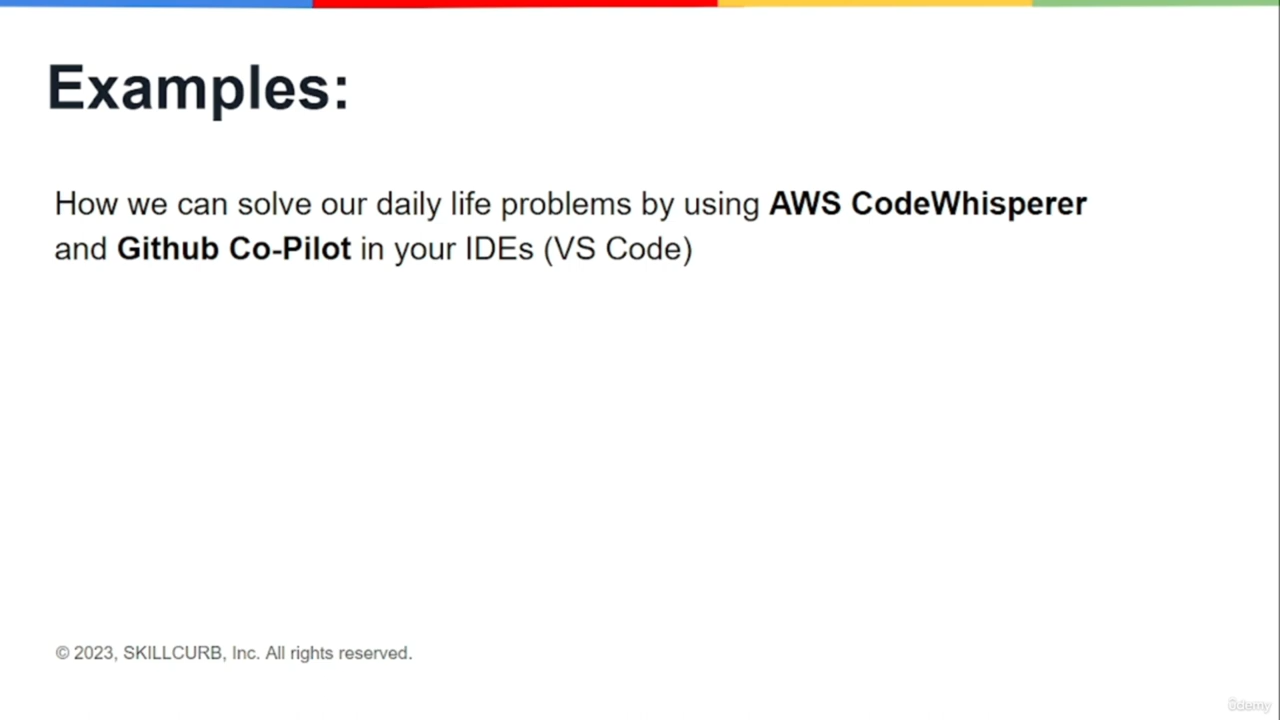 Examples:
How we can solve our daily life problems by using AWS CodeWhisperer
and Github Co-Pilot in your IDEs (VS Code)
© 2023, SKILLCURB, Inc. All rights reserved.
ûdemy